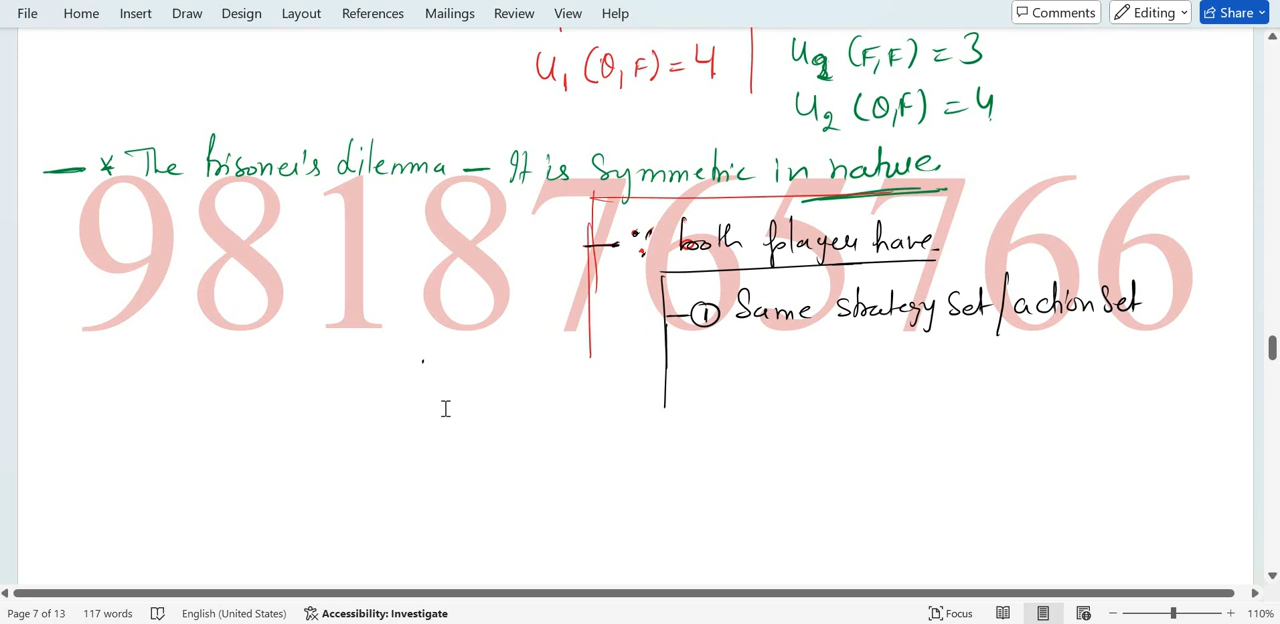 File Home Insert Draw Design Layout References Mailings Review View Help Comments Editing Share
u1 (O, F) = 4
u2 (F, F) = 3
u2 (O, F) = 4
— * The Prisoner's dilemma — It is Symmetric in nature
9818765766
— ∵ both player have
— ① Same strategy Set/action Set
Page 7 of 13 117 words English (United States) Accessibility: Investigate Focus 110%